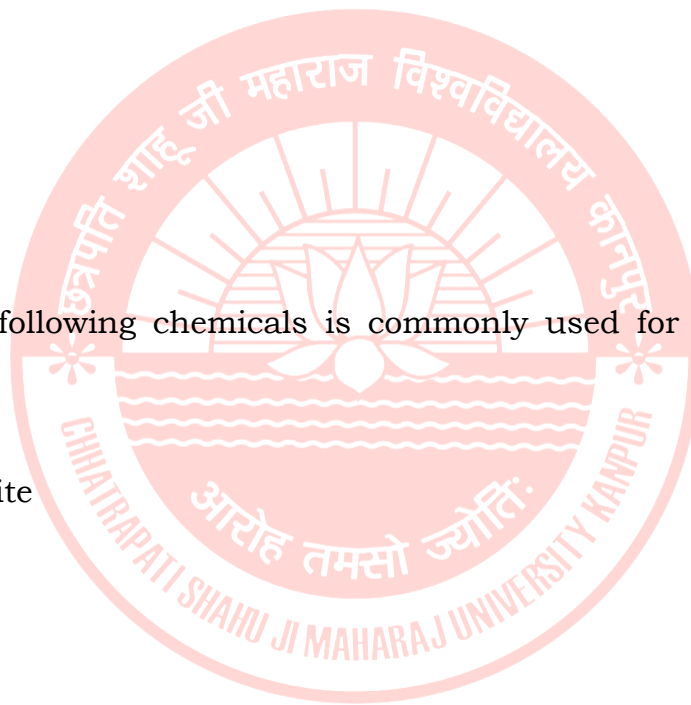 छत्रपति शाहू जी महाराज विश्वविद्यालय कानपुर
following chemicals is commonly used for
ite
आरोह तमसो ज्योतिः
CHHATRAPATI SHAHU JI MAHARAJ UNIVERSITY KANPUR